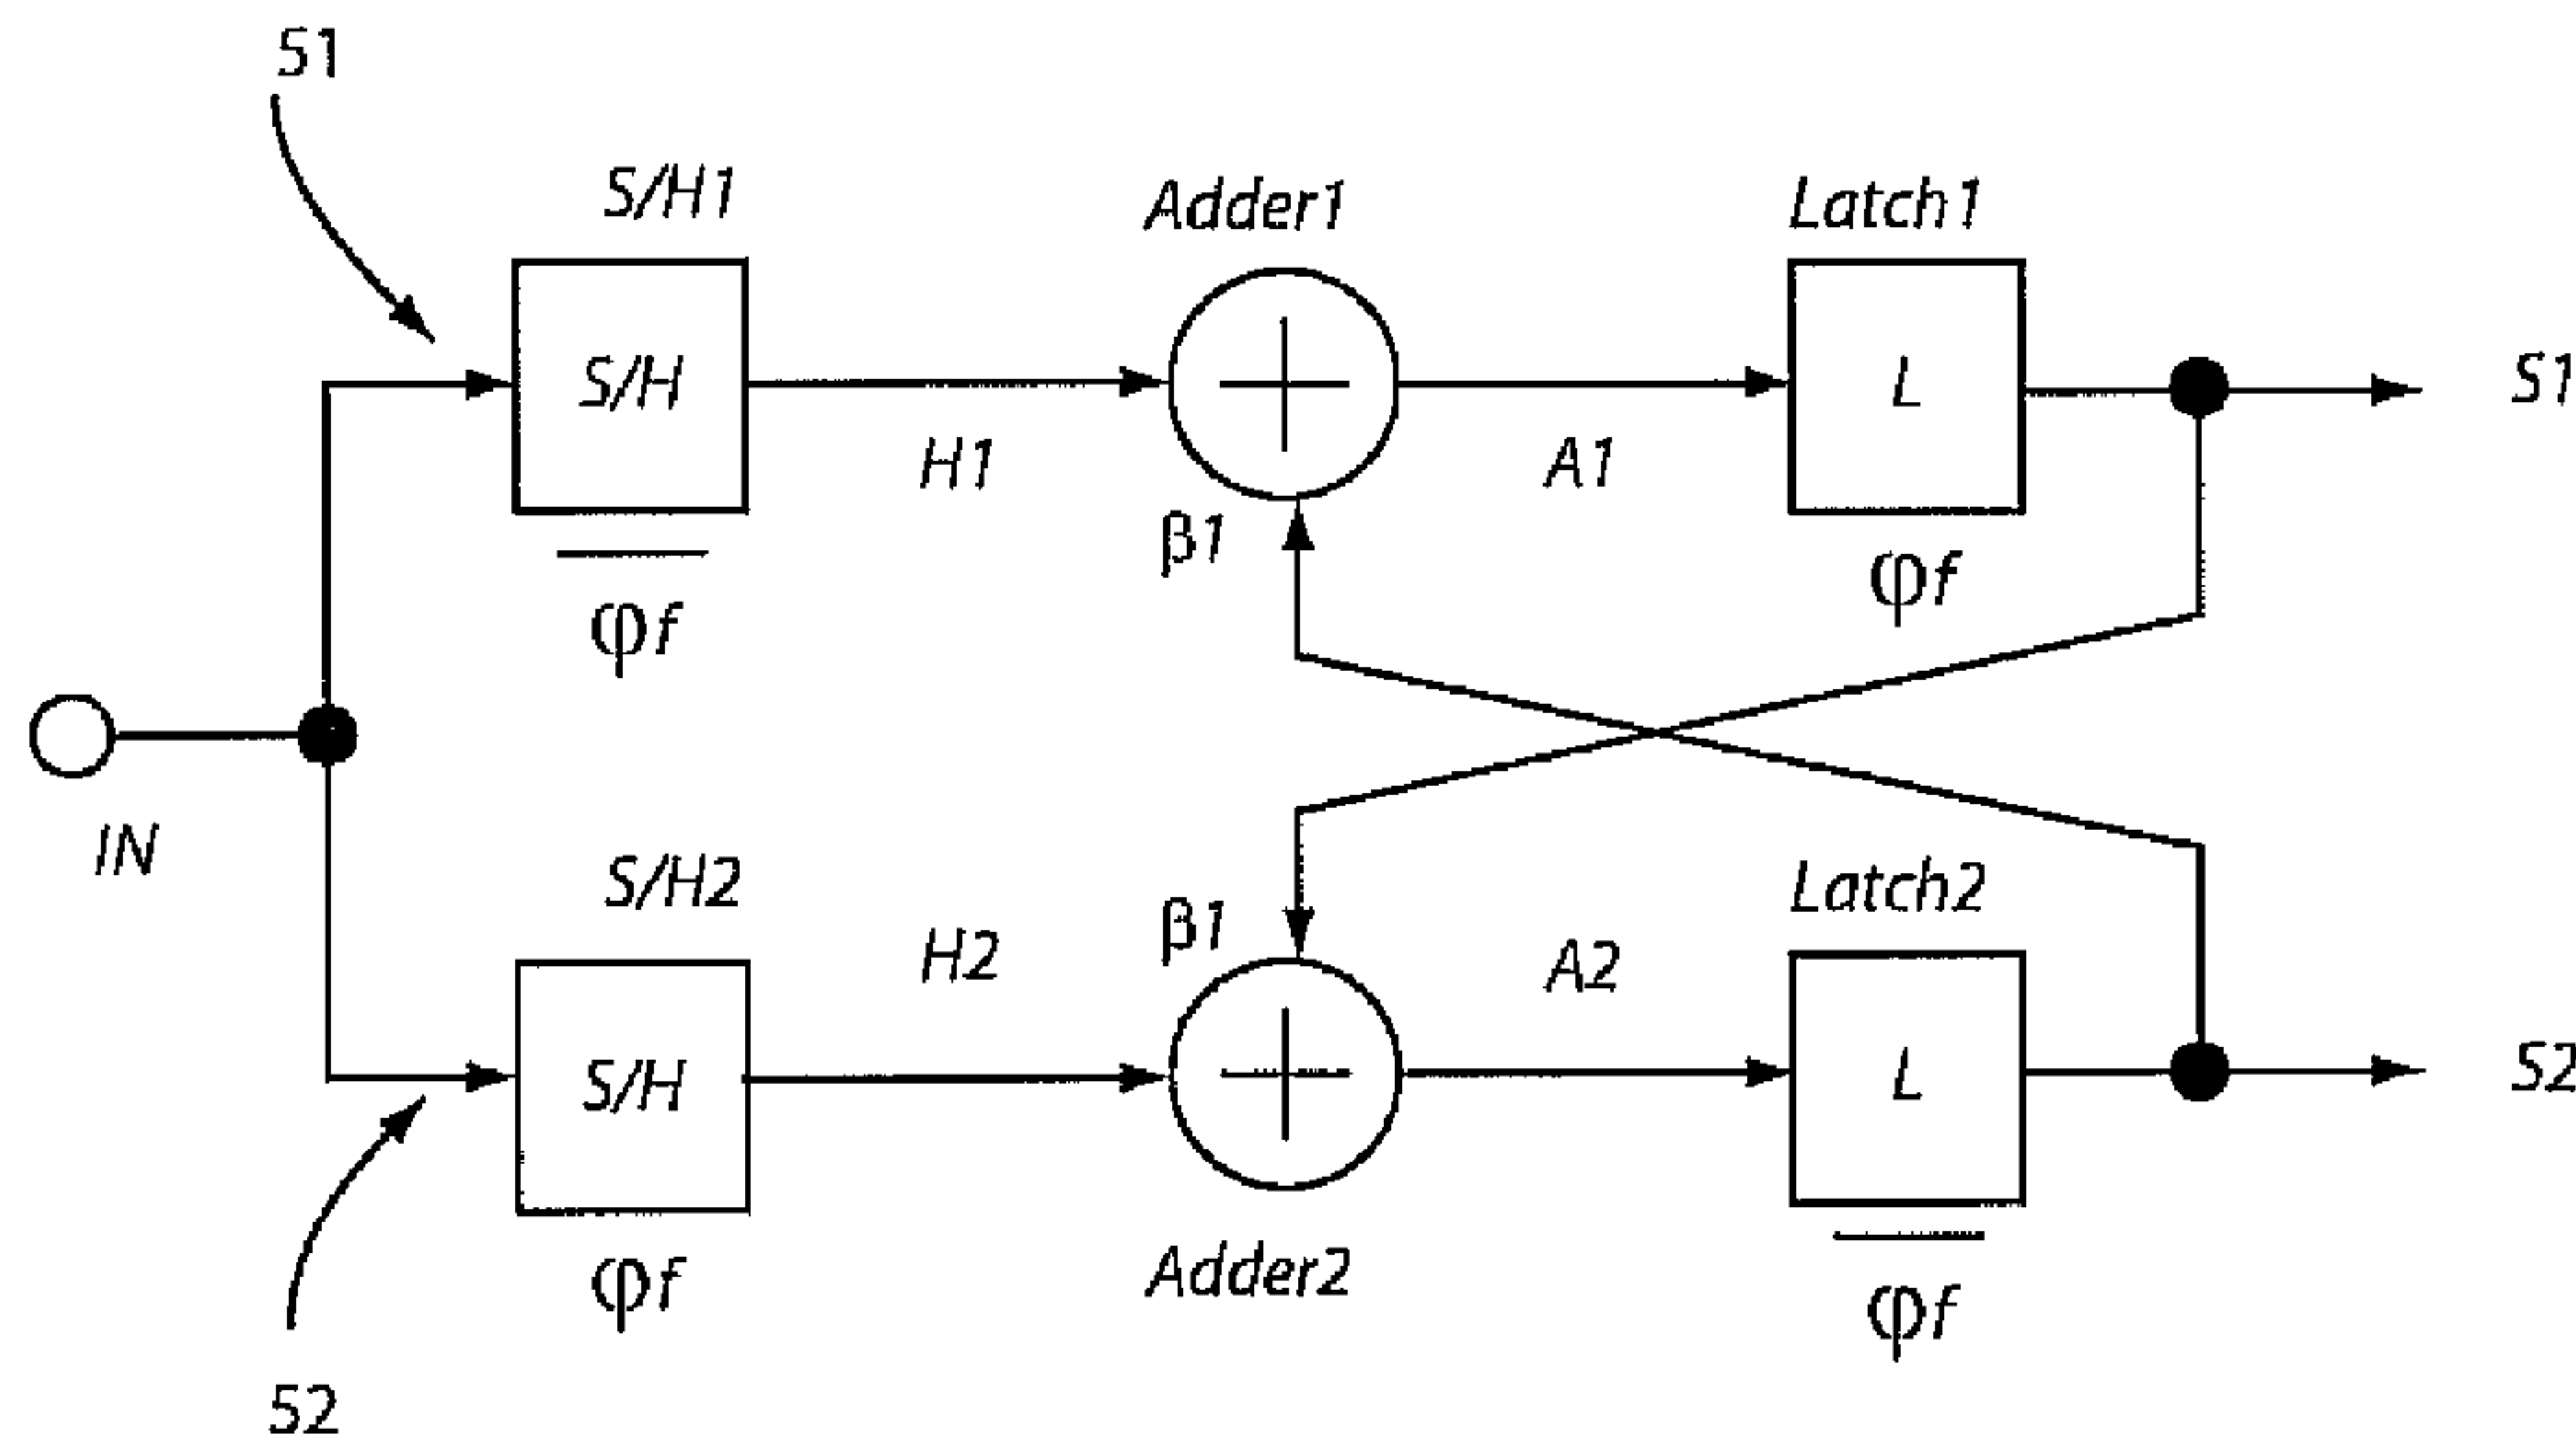 51
S/H1
Adder1
Latch1
S/H
L
S1
H1
A1
β1
φf
φf
IN
S/H2
Latch2
β1
H2
A2
S/H
L
S2
Adder2
φf
φf
52